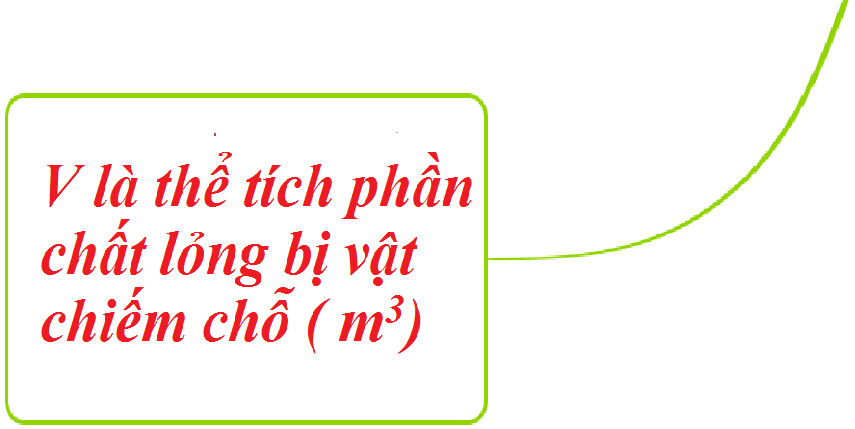 V là thể tích phần
chất lỏng bị vật
chiếm chỗ ( m³)